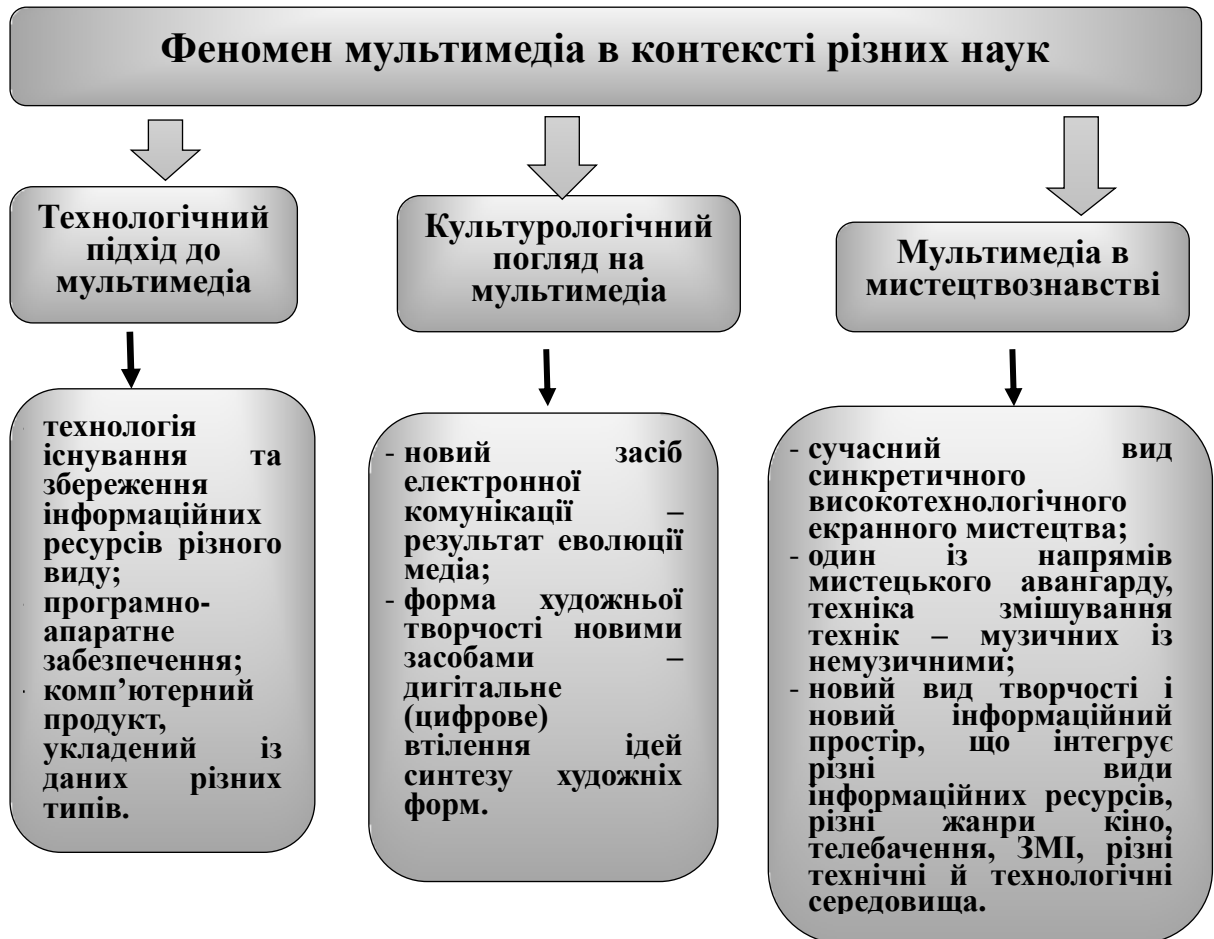 Феномен мультимедіа в контексті різних наук
Технологічний
підхід до
мультимедіа
Культурологічний
погляд на
мультимедіа
Мультимедіа в
мистецтвознавстві
- технологія
існування та
збереження
інформаційних
ресурсів різного
виду;
- програмно-
апаратне
забезпечення;
- комп’ютерний
продукт,
укладений із
даних різних
типів.
- новий засіб
електронної
комунікації –
результат еволюції
медіа;
- форма художньої
творчості новими
засобами –
дигітальне
(цифрове)
втілення ідей
синтезу художніх
форм.
- сучасний вид
синкретичного
високотехнологічного
екранного мистецтва;
- один із напрямів
мистецького авангарду,
техніка змішування
технік – музичних із
немузичними;
- новий вид творчості і
новий інформаційний
простір, що інтегрує
різні види
інформаційних ресурсів,
різні жанри кіно,
телебачення, ЗМІ, різні
технічні й технологічні
середовища.